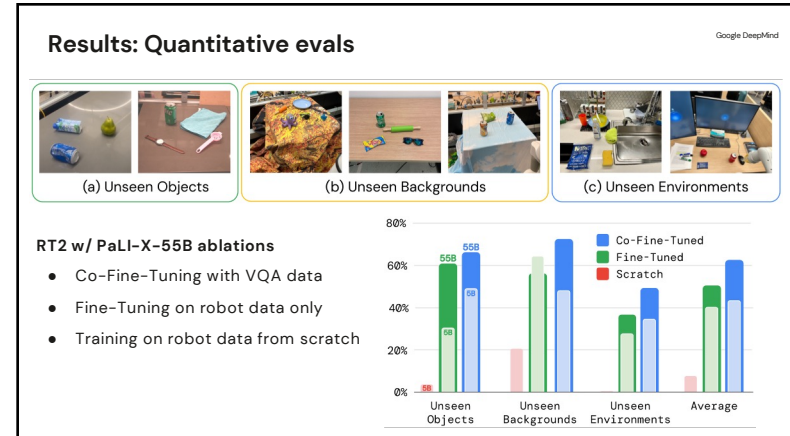 Results: Quantitative evals
Google DeepMind
(a) Unseen Objects
(b) Unseen Backgrounds
(c) Unseen Environments
RT2 w/ PaLI-X-55B ablations
● Co-Fine-Tuning with VQA data
● Fine-Tuning on robot data only
● Training on robot data from scratch
80%
60%
40%
20%
0%
Co-Fine-Tuned
Fine-Tuned
Scratch
55B
55B
5B
5B
5B
Unseen
Objects
Unseen
Backgrounds
Unseen
Environments
Average